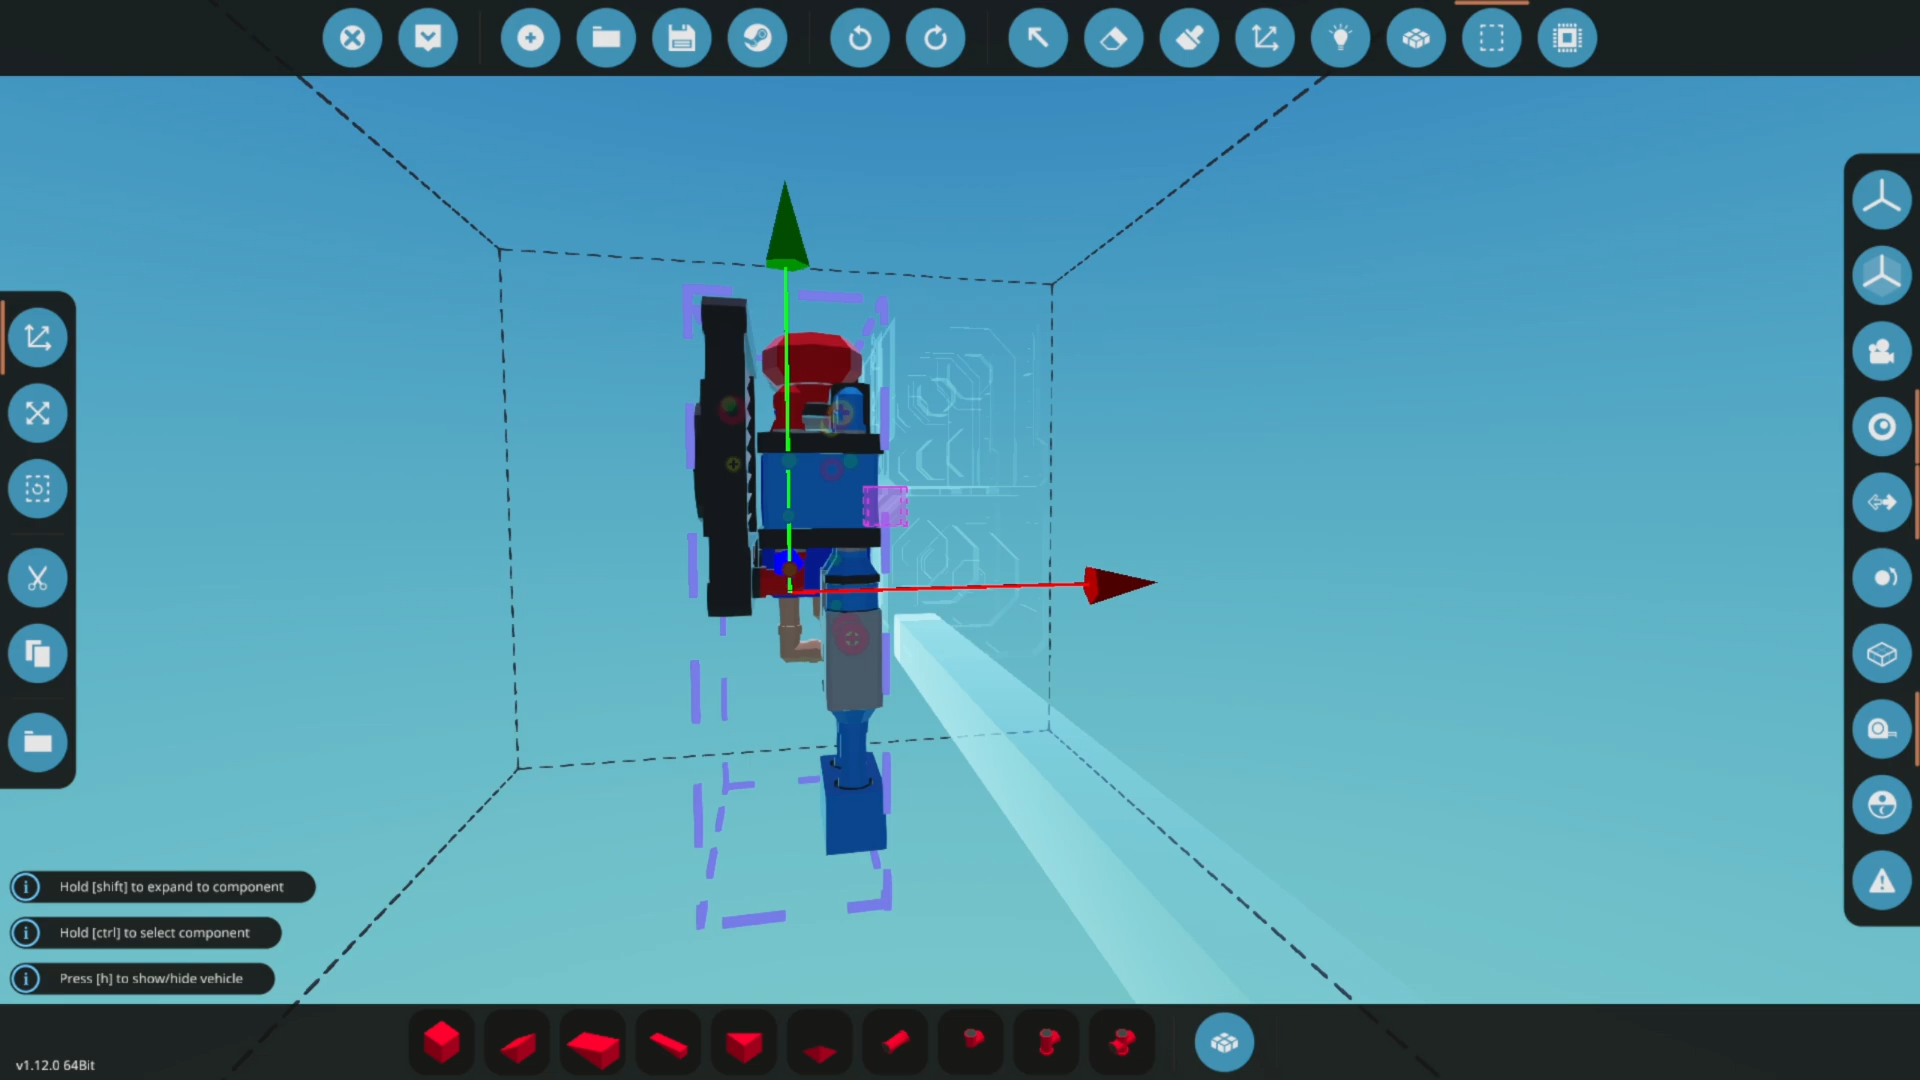 Hold [shift] to expand to component
Hold [ctrl] to select component
Press [h] to show/hide vehicle
v1.12.0 64Bit